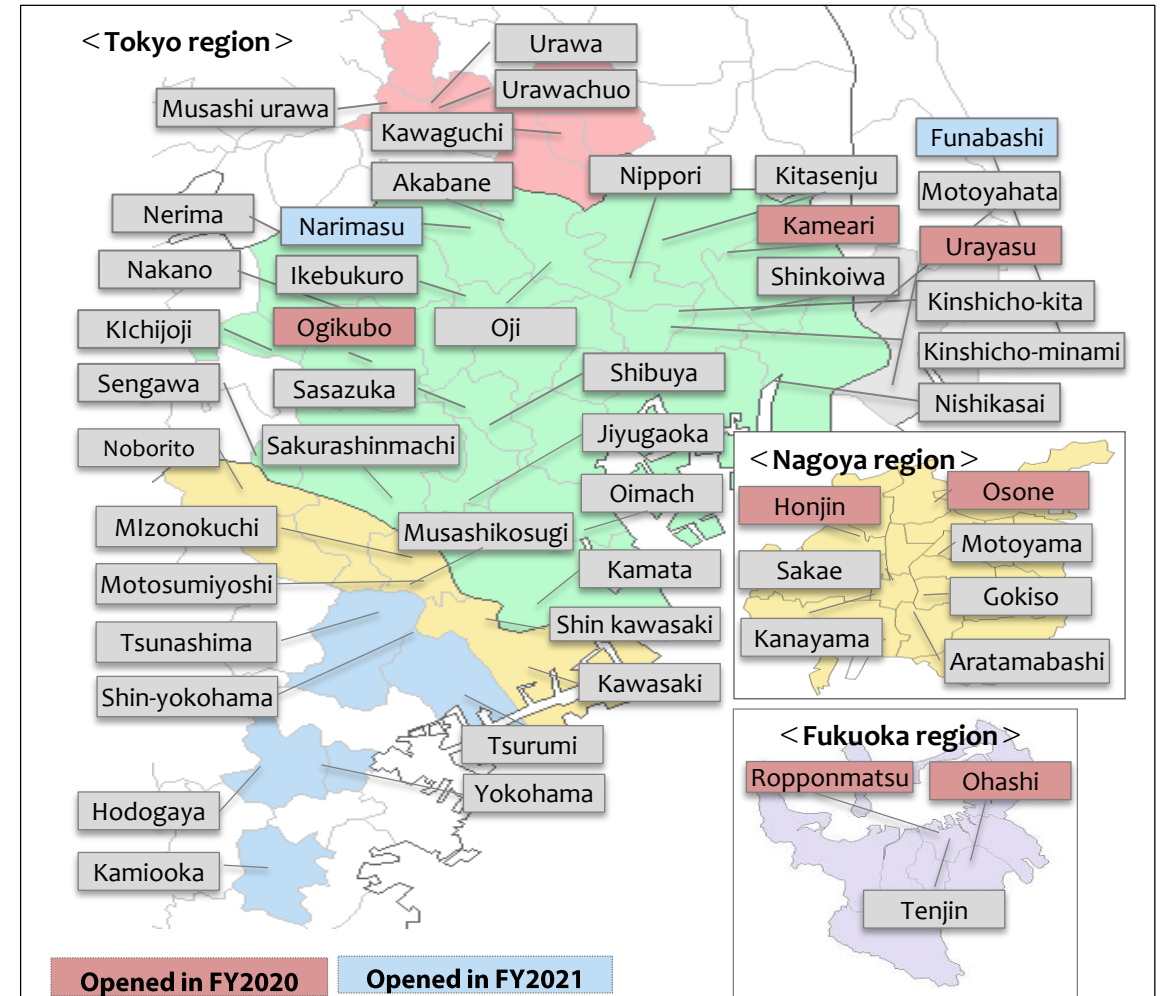 <Tokyo region>
Urawa
Urawachuo
Musashi urawa
Kawaguchi
Funabashi
Akabane
Nippori
Kitasenju
Motoyahata
Nerima
Narimasu
Kameari
Urayasu
Nakano
Ikebukuro
Shinkoiwa
Kinshicho-kita
KIchijoji
Ogikubo
Oji
Kinshicho-minami
Sengawa
Sasazuka
Shibuya
Nishikasai
Noborito
Sakurashinmachi
Jiyugaoka
Oimach
MIzonokuchi
Musashikosugi
Motosumiyoshi
Kamata
Tsunashima
Shin kawasaki
Shin-yokohama
Kawasaki
Tsurumi
Yokohama
Hodogaya
Kamiooka
<Nagoya region>
Honjin
Osone
Motoyama
Sakae
Gokiso
Kanayama
Aratamabashi
<Fukuoka region>
Ropponmatsu
Ohashi
Tenjin
Opened in FY2020
Opened in FY2021